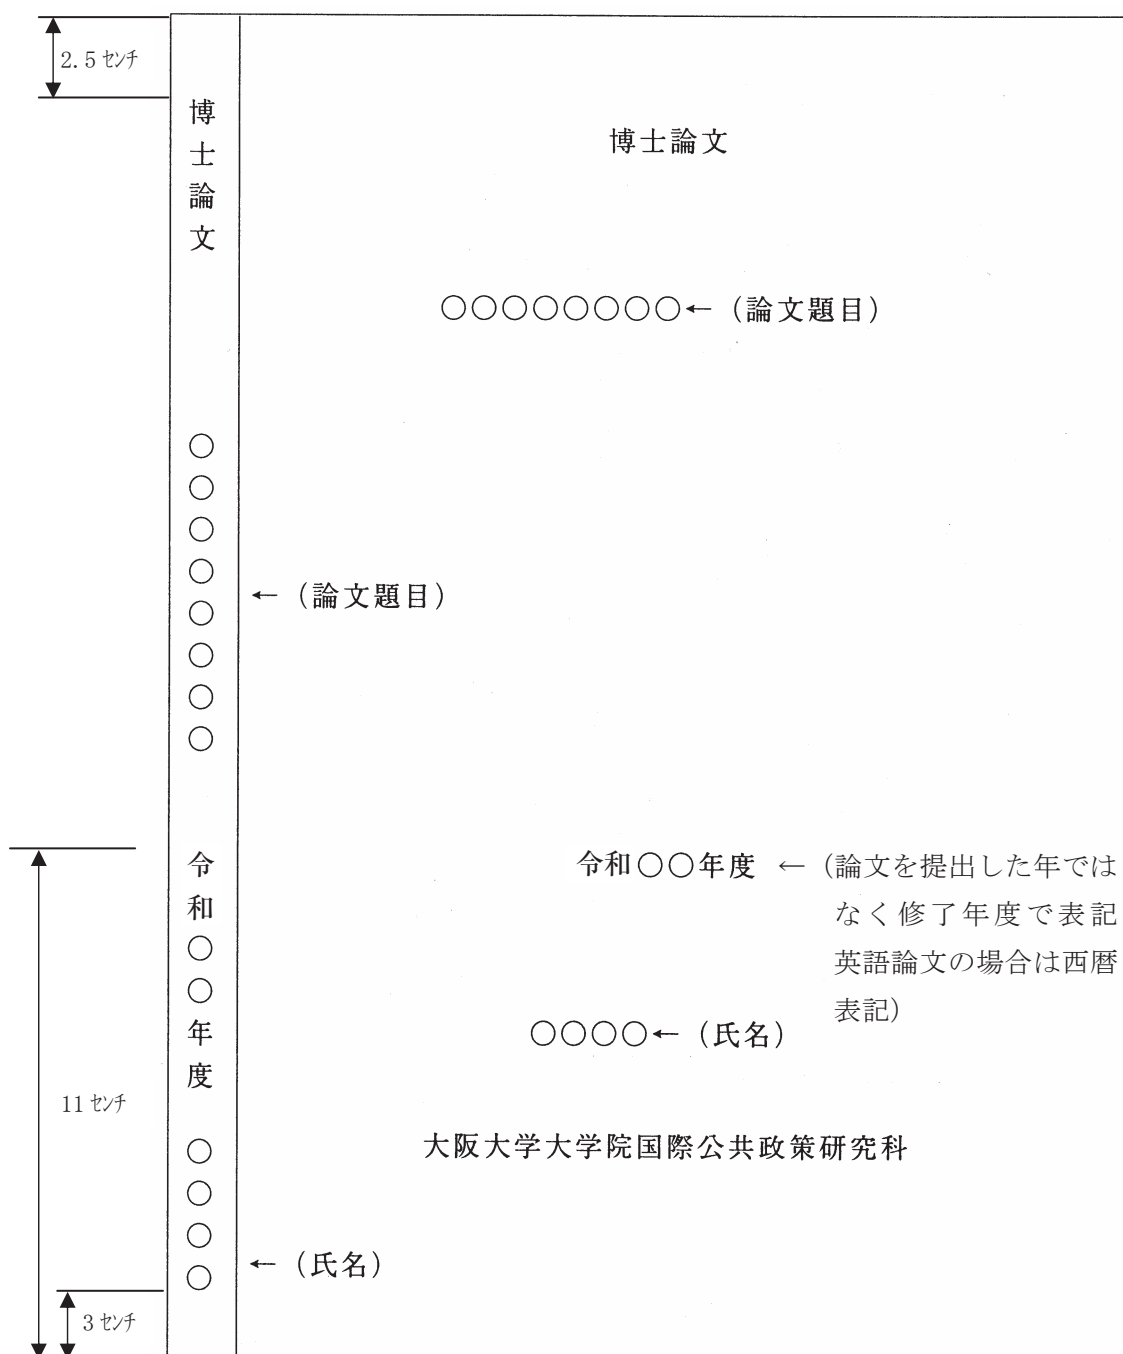 2.5 ㌢
博士論文
博士論文
○○○○○○○○← (論文題目)
○○○○○○○○
← (論文題目)
令和○○年度
令和○○年度 ← (論文を提出した年では
なく修了年度で表記
英語論文の場合は西暦
表記)
○○○○← (氏名)
11 センチ
大阪大学大学院国際公共政策研究科
○○○○
← (氏名)
3 センチ